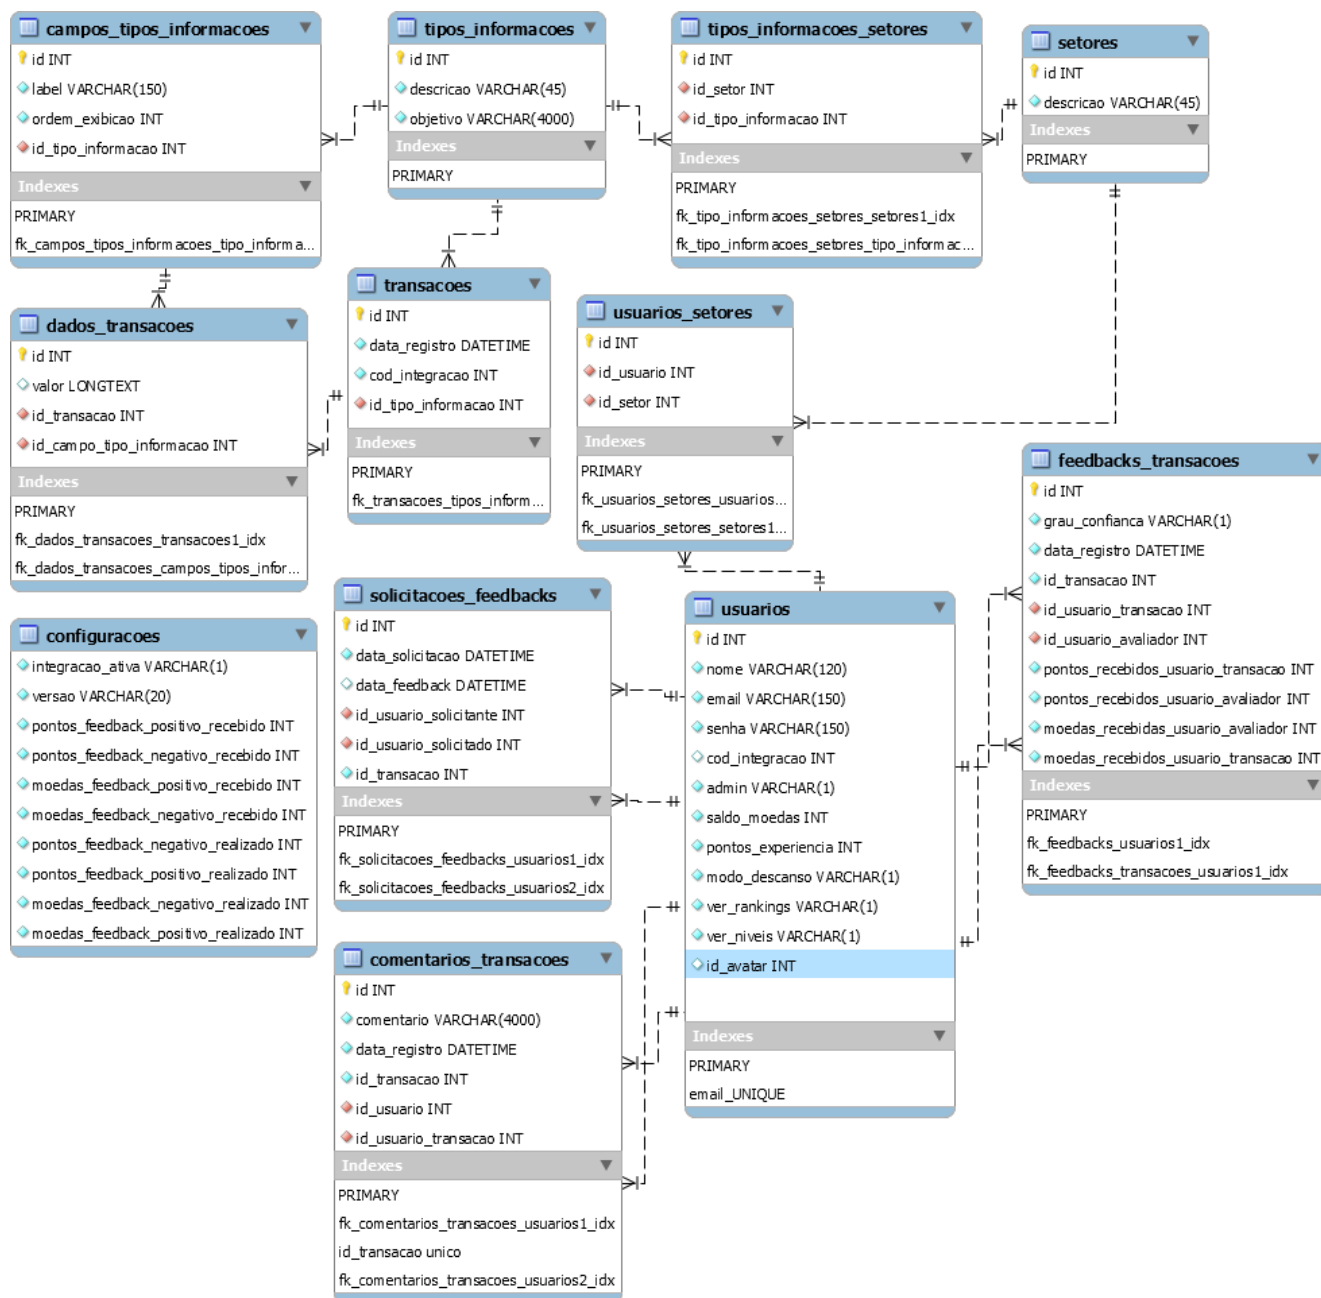 campos_tipos_informacoes
id INT
label VARCHAR(150)
ordem_exibicao INT
id_tipo_informacao INT
Indexes
PRIMARY
fk_campos_tipos_informacoes_tipo_informa...
tipos_informacoes
id INT
descricao VARCHAR(45)
objetivo VARCHAR(4000)
Indexes
PRIMARY
tipos_informacoes_setores
id INT
id_setor INT
id_tipo_informacao INT
Indexes
PRIMARY
fk_tipo_informacoes_setores_setores1_idx
fk_tipo_informacoes_setores_tipo_informac...
setores
id INT
descricao VARCHAR(45)
Indexes
PRIMARY
dados_transacoes
id INT
valor LONGTEXT
id_transacao INT
id_campo_tipo_informacao INT
Indexes
PRIMARY
fk_dados_transacoes_transacoes1_idx
fk_dados_transacoes_campos_tipos_infor...
transacoes
id INT
data_registro DATETIME
cod_integracao INT
id_tipo_informacao INT
Indexes
PRIMARY
fk_transacoes_tipos_inform...
usuarios_setores
id INT
id_usuario INT
id_setor INT
Indexes
PRIMARY
fk_usuarios_setores_usuarios...
fk_usuarios_setores_setores1...
feedbacks_transacoes
id INT
grau_confianca VARCHAR(1)
data_registro DATETIME
id_transacao INT
id_usuario_transacao INT
id_usuario_avaliador INT
pontos_recebidos_usuario_transacao INT
pontos_recebidos_usuario_avaliador INT
moedas_recebidas_usuario_avaliador INT
moedas_recebidos_usuario_transacao INT
Indexes
PRIMARY
fk_feedbacks_usuarios1_idx
fk_feedbacks_transacoes_usuarios1_idx
configuracoes
integracao_ativa VARCHAR(1)
versao VARCHAR(20)
pontos_feedback_positivo_recebido INT
pontos_feedback_negativo_recebido INT
moedas_feedback_positivo_recebido INT
moedas_feedback_negativo_recebido INT
pontos_feedback_negativo_realizado INT
pontos_feedback_positivo_realizado INT
moedas_feedback_negativo_realizado INT
moedas_feedback_positivo_realizado INT
solicitacoes_feedbacks
id INT
data_solicitacao DATETIME
data_feedback DATETIME
id_usuario_solicitante INT
id_usuario_solicitado INT
id_transacao INT
Indexes
PRIMARY
fk_solicitacoes_feedbacks_usuarios1_idx
fk_solicitacoes_feedbacks_usuarios2_idx
usuarios
id INT
nome VARCHAR(120)
email VARCHAR(150)
senha VARCHAR(150)
cod_integracao INT
admin VARCHAR(1)
saldo_moedas INT
pontos_experiencia INT
modo_descanso VARCHAR(1)
ver_rankings VARCHAR(1)
ver_niveis VARCHAR(1)
id_avatar INT
Indexes
PRIMARY
email_UNIQUE
comentarios_transacoes
id INT
comentario VARCHAR(4000)
data_registro DATETIME
id_transacao INT
id_usuario INT
id_usuario_transacao INT
Indexes
PRIMARY
fk_comentarios_transacoes_usuarios1_idx
id_transacao unico
fk_comentarios_transacoes_usuarios2_idx